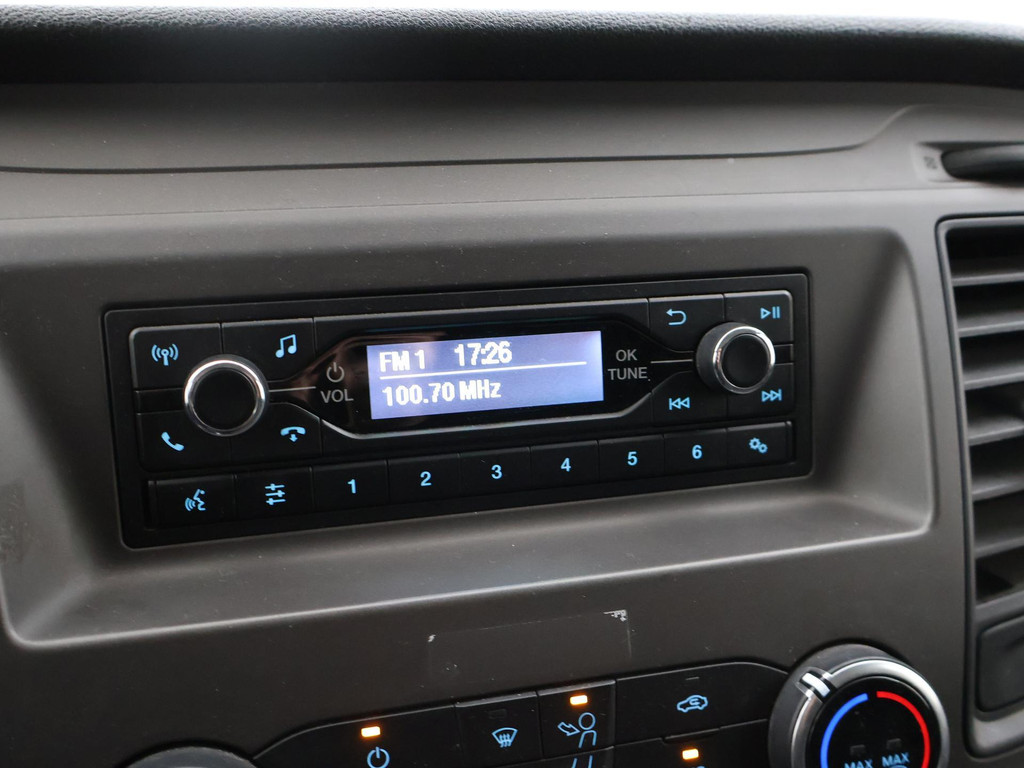 FM 1 17:26
100.70 MHz
VOL
OK
TUNE
1 2 3 4 5 6
MAX MAX